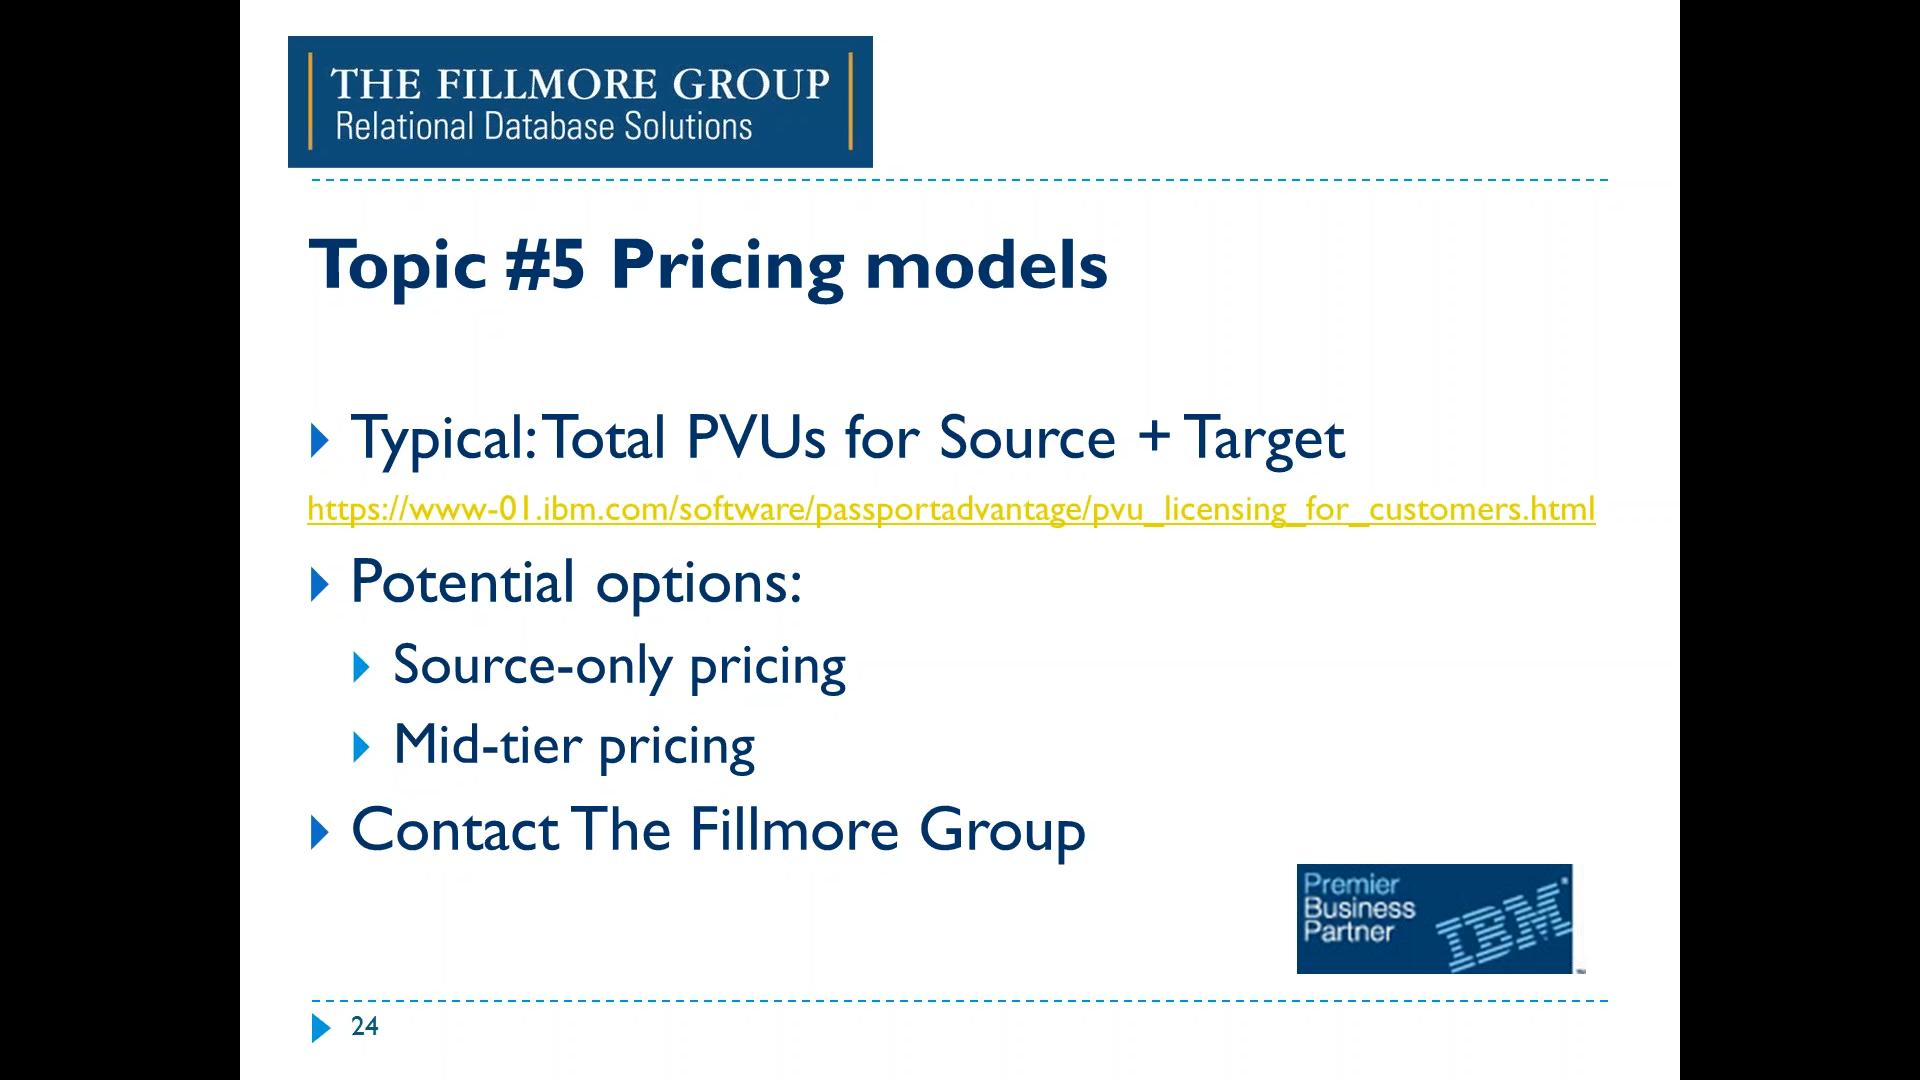 THE FILLMORE GROUP
Relational Database Solutions
Topic #5 Pricing models
Typical: Total PVUs for Source + Target
https://www-01.ibm.com/software/passportadvantage/pvu_licensing_for_customers.html
Potential options:
Source-only pricing
Mid-tier pricing
Contact The Fillmore Group
Premier
Business
Partner
IBM
24